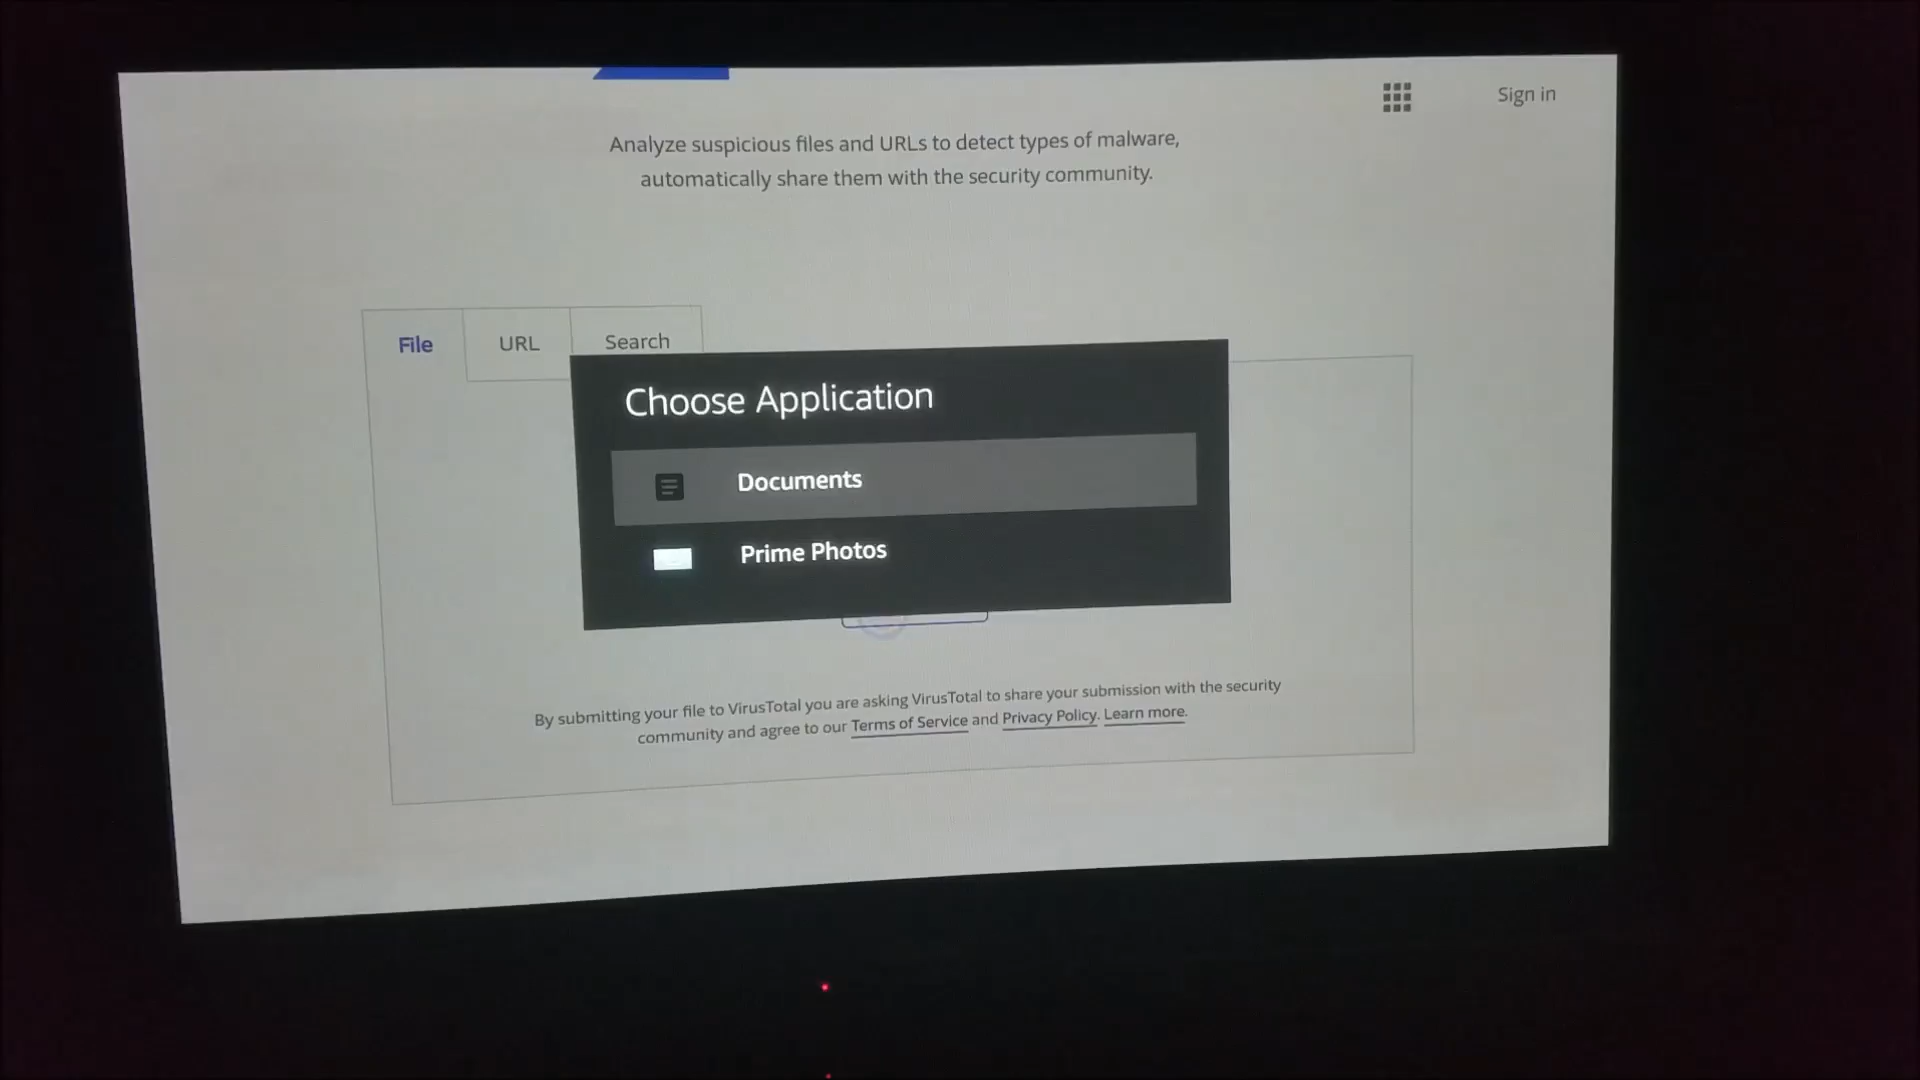 Sign in
Analyze suspicious files and URLs to detect types of malware,
automatically share them with the security community.
File
URL
Search
Choose Application
Documents
Prime Photos
By submitting your file to VirusTotal you are asking VirusTotal to share your submission with the security
community and agree to our Terms of Service and Privacy Policy. Learn more.